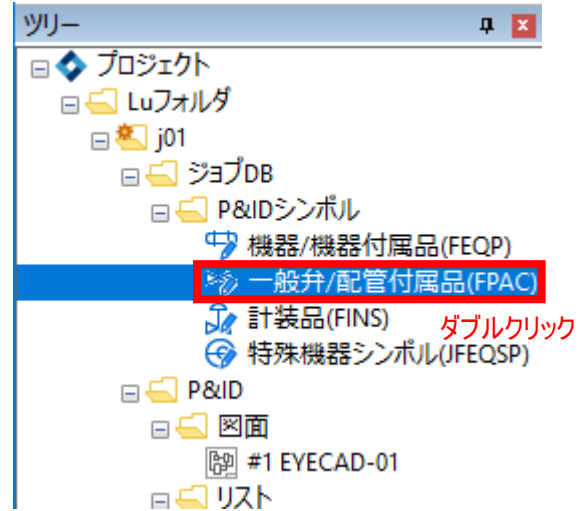 ツリー
プロジェクト
Luフォルダ
j01
ジョブDB
P&IDシンボル
機器/機器付属品(FEQP)
一般弁/配管付属品(FPAC)
計装品(FINS)
ダブルクリック
特殊機器シンボル(JFEQSP)
P&ID
図面
#1 EYECAD-01
リスト